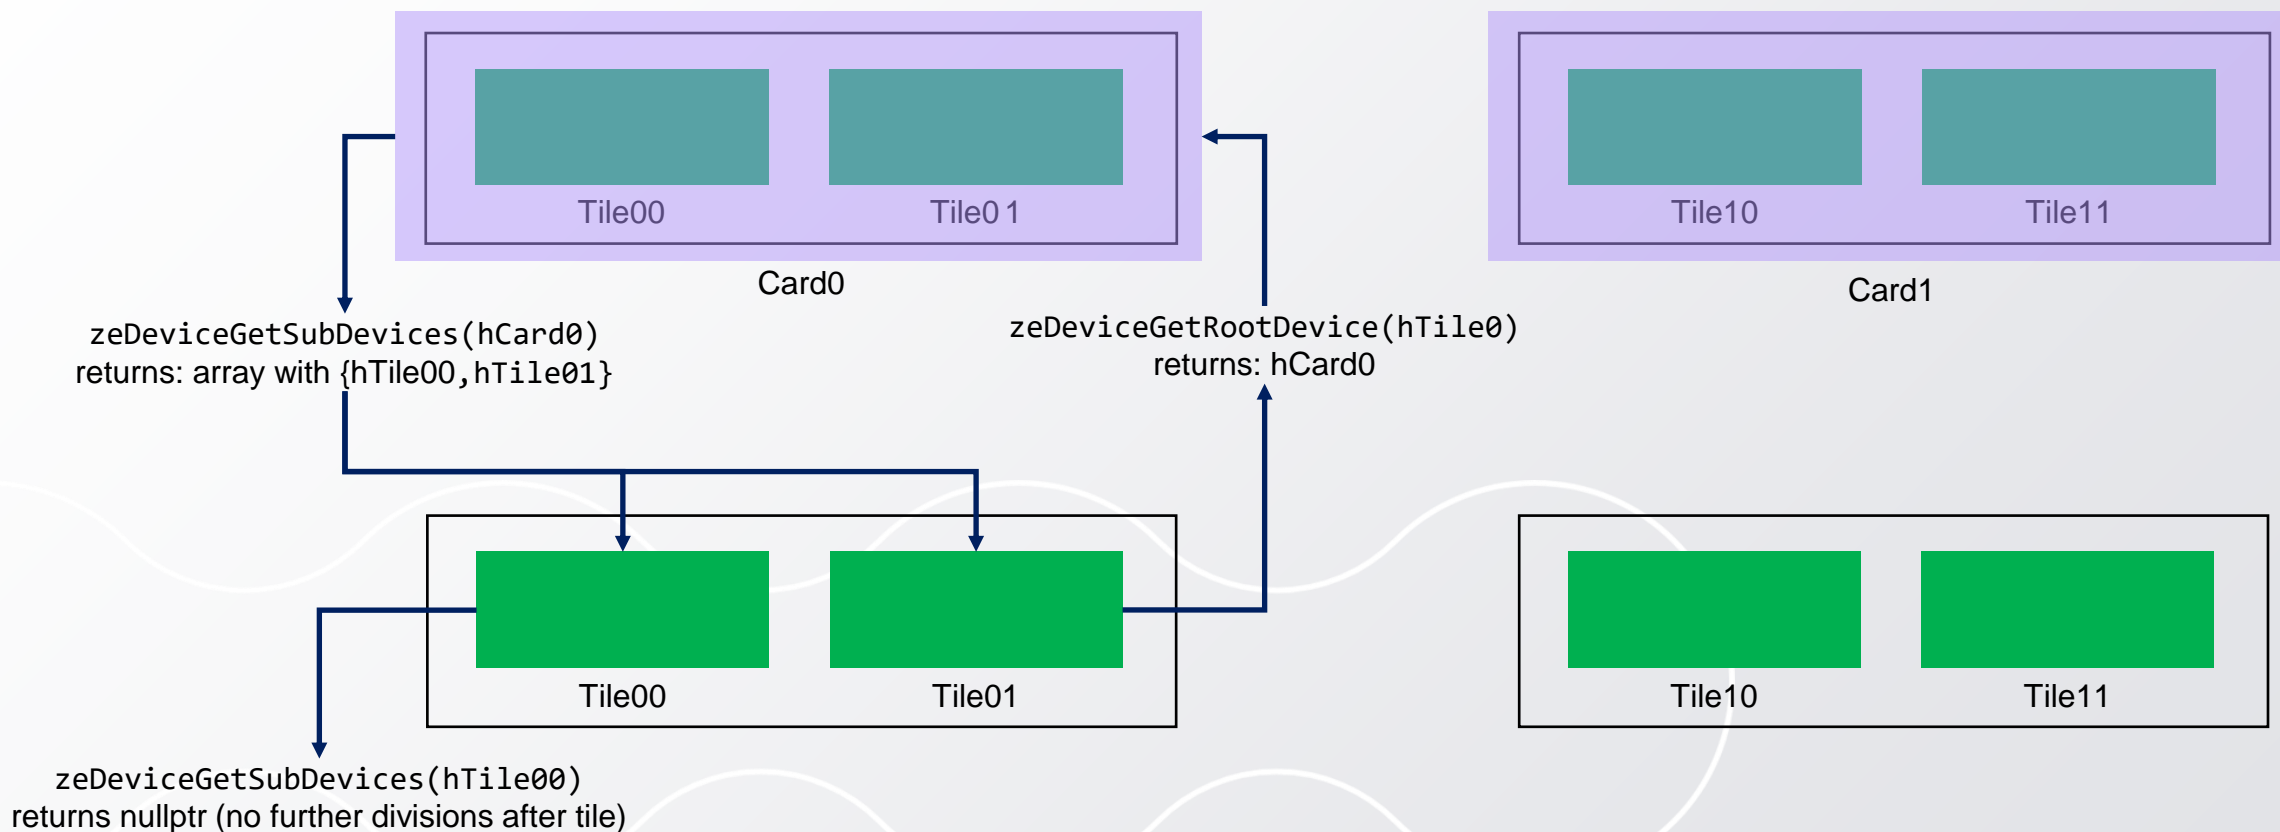 Tile00
Tile0 1
Tile10
Tile11
Card0
Card1
zeDeviceGetSubDevices(hCard0)
returns: array with {hTile00,hTile01}
zeDeviceGetRootDevice(hTile0)
returns: hCard0
Tile00
Tile01
Tile10
Tile11
zeDeviceGetSubDevices(hTile00)
returns nullptr (no further divisions after tile)